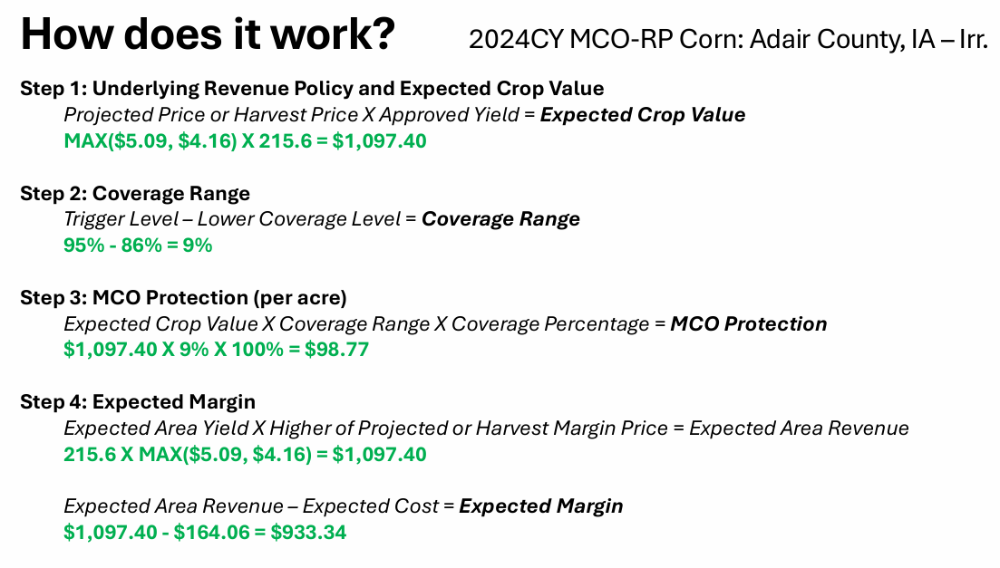 How does it work?
2024CY MCO-RP Corn: Adair County, IA – Irr.
Step 1: Underlying Revenue Policy and Expected Crop Value
Projected Price or Harvest Price X Approved Yield = Expected Crop Value
MAX($5.09, $4.16) X 215.6 = $1,097.40
Step 2: Coverage Range
Trigger Level – Lower Coverage Level = Coverage Range
95% - 86% = 9%
Step 3: MCO Protection (per acre)
Expected Crop Value X Coverage Range X Coverage Percentage = MCO Protection
$1,097.40 X 9% X 100% = $98.77
Step 4: Expected Margin
Expected Area Yield X Higher of Projected or Harvest Margin Price = Expected Area Revenue
215.6 X MAX($5.09, $4.16) = $1,097.40
Expected Area Revenue – Expected Cost = Expected Margin
$1,097.40 - $164.06 = $933.34